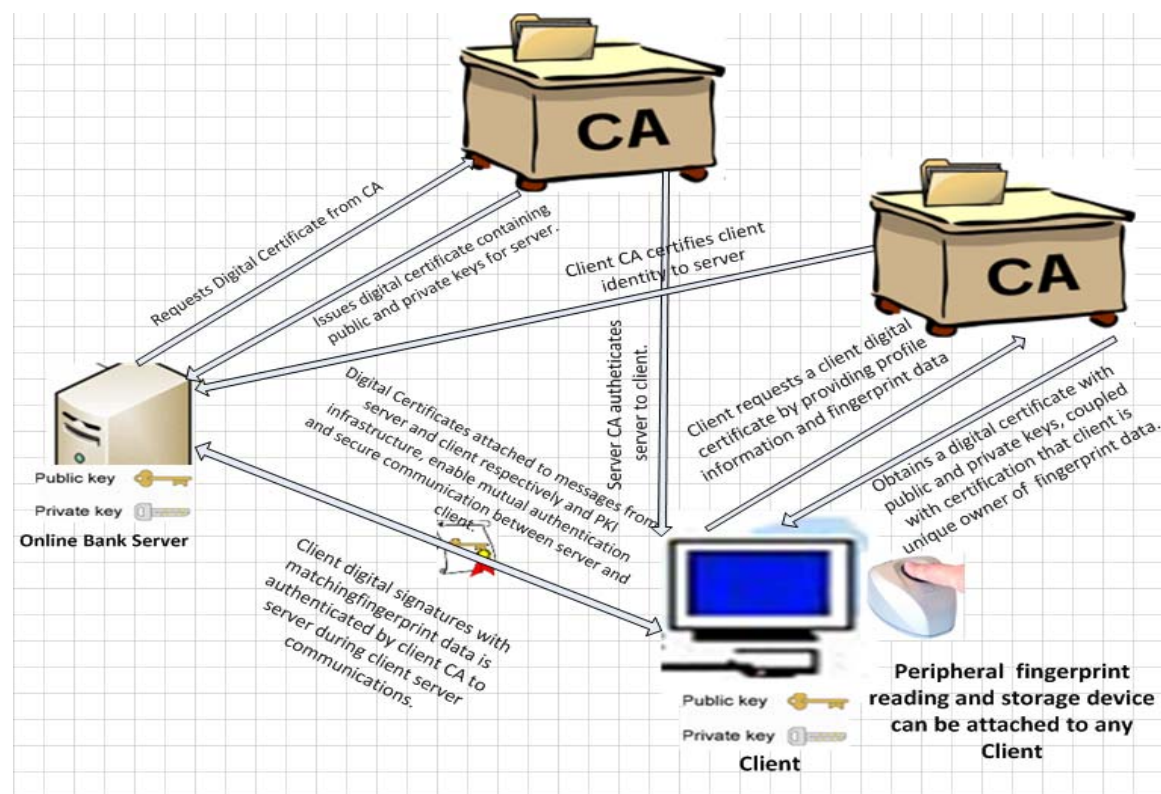 CA
CA
Requests Digital Certificate from CA
Issues digital certificate containing
public and private keys for server.
Client CA certifies client
identity to server
Server CA autheticates
server to client.
Client requests a client digital
certificate by providing profile
information and fingerprint data
Obtains a digital certificate with
public and private keys, coupled
with certification that client is
unique owner of fingerprint data.
Digital Certificates attached to messages from
server and client respectively and PKI
infrastructure, enable mutual authentication
and secure communication between server and
client.
Public key
Private key
Online Bank Server
Client digital signatures with
matchingfingerprint data is
authenticated by client CA to
server during client server
communications.
Public key
Private key
Client
Peripheral fingerprint
reading and storage device
can be attached to any
Client